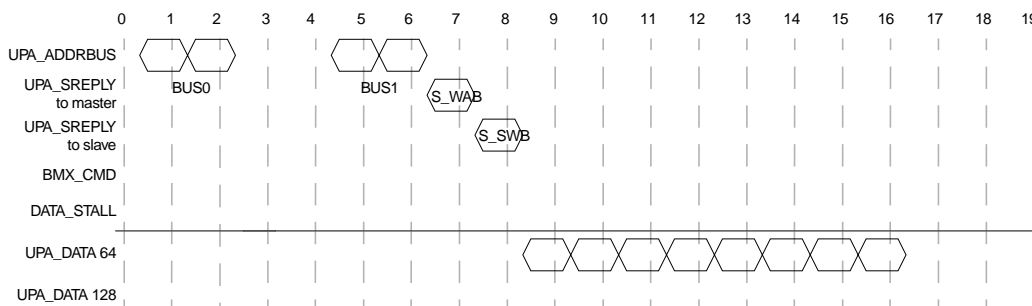 0 1 2 3 4 5 6 7 8 9 10 11 12 13 14 15 16 17 18 19
UPA_ADDRBUS
BUS0 BUS1
UPA_SREPLY
to master
S_WAB
UPA_SREPLY
to slave
S_SWB
BMX_CMD
DATA_STALL
UPA_DATA 64
UPA_DATA 128